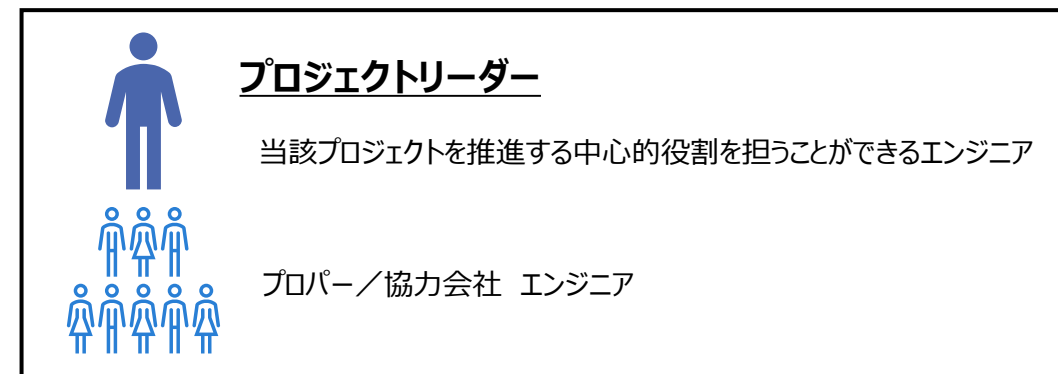 プロジェクトリーダー
当該プロジェクトを推進する中心的役割を担うことができるエンジニア
プロパー／協力会社　エンジニア